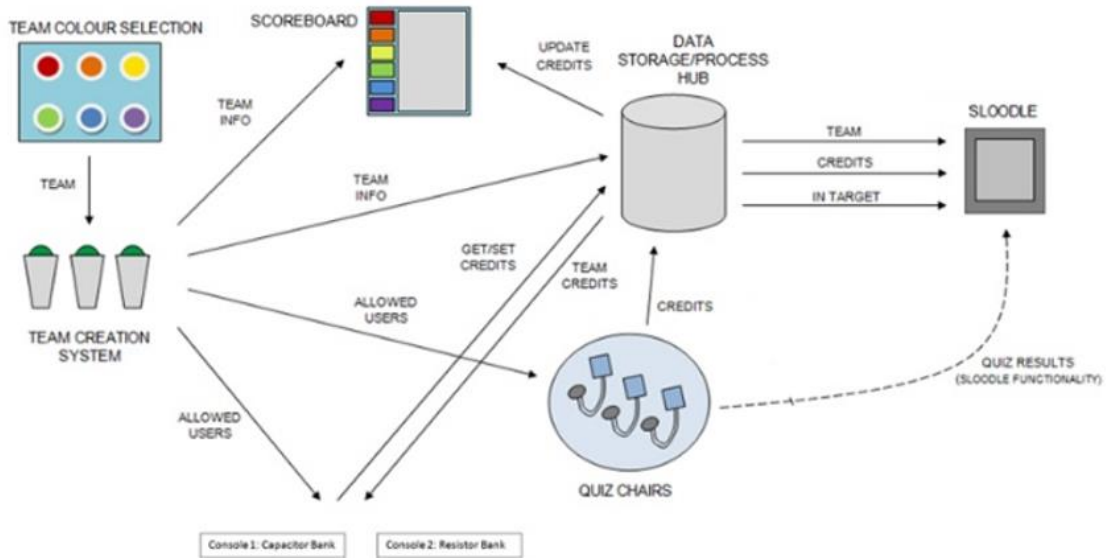 TEAM COLOUR SELECTION
SCOREBOARD
UPDATE
CREDITS
DATA
STORAGE/PROCESS
HUB
SLOODLE
TEAM
INFO
TEAM
CREDITS
IN TARGET
TEAM
TEAM
INFO
GET/SET
CREDITS
TEAM
CREDITS
CREDITS
ALLOWED
USERS
TEAM CREATION
SYSTEM
QUIZ RESULTS
(SLOODLE FUNCTIONALITY)
ALLOWED
USERS
QUIZ CHAIRS
Console 1: Capacitor Bank
Console 2: Resistor Bank